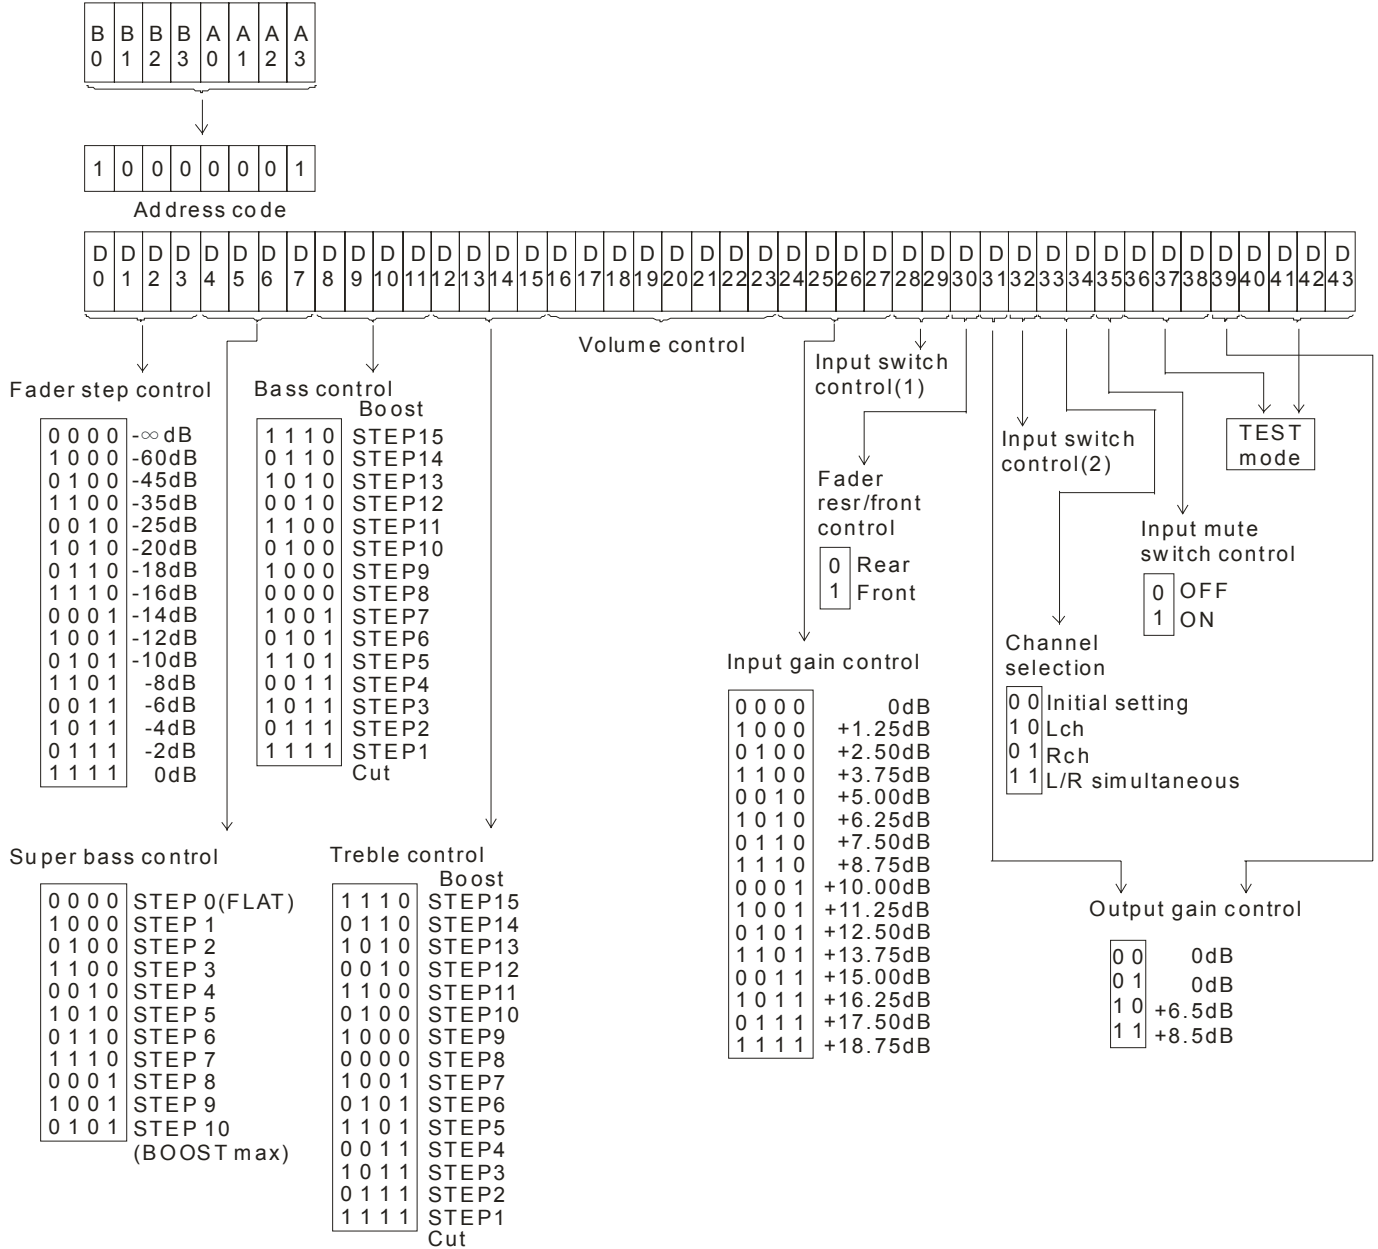 B B B B A A A A
0 1 2 3 0 1 2 3
1 0 0 0 0 0 0 1
Address code
D D D D D D D D D D D D D D D D D D D D D D D D D D D D D D D D D D D D D D D D D D D D
0 1 2 3 4 5 6 7 8 9 10 11 12 13 14 15 16 17 18 19 20 21 22 23 24 25 26 27 28 29 30 31 32 33 34 35 36 37 38 39 40 41 42 43
Fader step control
0 0 0 0 -∞ dB
1 0 0 0 -60dB
0 1 0 0 -45dB
1 1 0 0 -35dB
0 0 1 0 -25dB
1 0 1 0 -20dB
0 1 1 0 -18dB
1 1 1 0 -16dB
0 0 0 1 -14dB
1 0 0 1 -12dB
0 1 0 1 -10dB
1 1 0 1 -8dB
0 0 1 1 -6dB
1 0 1 1 -4dB
0 1 1 1 -2dB
1 1 1 1 0dB
Bass control
Boost
1 1 1 0 STEP15
0 1 1 0 STEP14
1 0 1 0 STEP13
0 0 1 0 STEP12
1 1 0 0 STEP11
0 1 0 0 STEP10
1 0 0 0 STEP9
0 0 0 0 STEP8
1 0 0 1 STEP7
0 1 0 1 STEP6
1 1 0 1 STEP5
0 0 1 1 STEP4
1 0 1 1 STEP3
0 1 1 1 STEP2
1 1 1 1 STEP1
Cut
Volume control
Input switch
control(1)
Fader
resr/front
control
0 Rear
1 Front
Input switch
control(2)
TEST
mode
Input mute
switch control
0 OFF
1 ON
Channel
selection
0 0 Initial setting
1 0 Lch
0 1 Rch
1 1 L/R simultaneous
Input gain control
0 0 0 0 0dB
1 0 0 0 +1.25dB
0 1 0 0 +2.50dB
1 1 0 0 +3.75dB
0 0 1 0 +5.00dB
1 0 1 0 +6.25dB
0 1 1 0 +7.50dB
1 1 1 0 +8.75dB
0 0 0 1 +10.00dB
1 0 0 1 +11.25dB
0 1 0 1 +12.50dB
1 1 0 1 +13.75dB
0 0 1 1 +15.00dB
1 0 1 1 +16.25dB
0 1 1 1 +17.50dB
1 1 1 1 +18.75dB
Super bass control
0 0 0 0 STEP 0(FLAT)
1 0 0 0 STEP 1
0 1 0 0 STEP 2
1 1 0 0 STEP 3
0 0 1 0 STEP 4
1 0 1 0 STEP 5
0 1 1 0 STEP 6
1 1 1 0 STEP 7
0 0 0 1 STEP 8
1 0 0 1 STEP 9
0 1 0 1 STEP 10
(BOOST max)
Treble control
Boost
1 1 1 0 STEP15
0 1 1 0 STEP14
1 0 1 0 STEP13
0 0 1 0 STEP12
1 1 0 0 STEP11
0 1 0 0 STEP10
1 0 0 0 STEP9
0 0 0 0 STEP8
1 0 0 1 STEP7
0 1 0 1 STEP6
1 1 0 1 STEP5
0 0 1 1 STEP4
1 0 1 1 STEP3
0 1 1 1 STEP2
1 1 1 1 STEP1
Cut
Output gain control
0 0 0dB
0 1 0dB
1 0 +6.5dB
1 1 +8.5dB